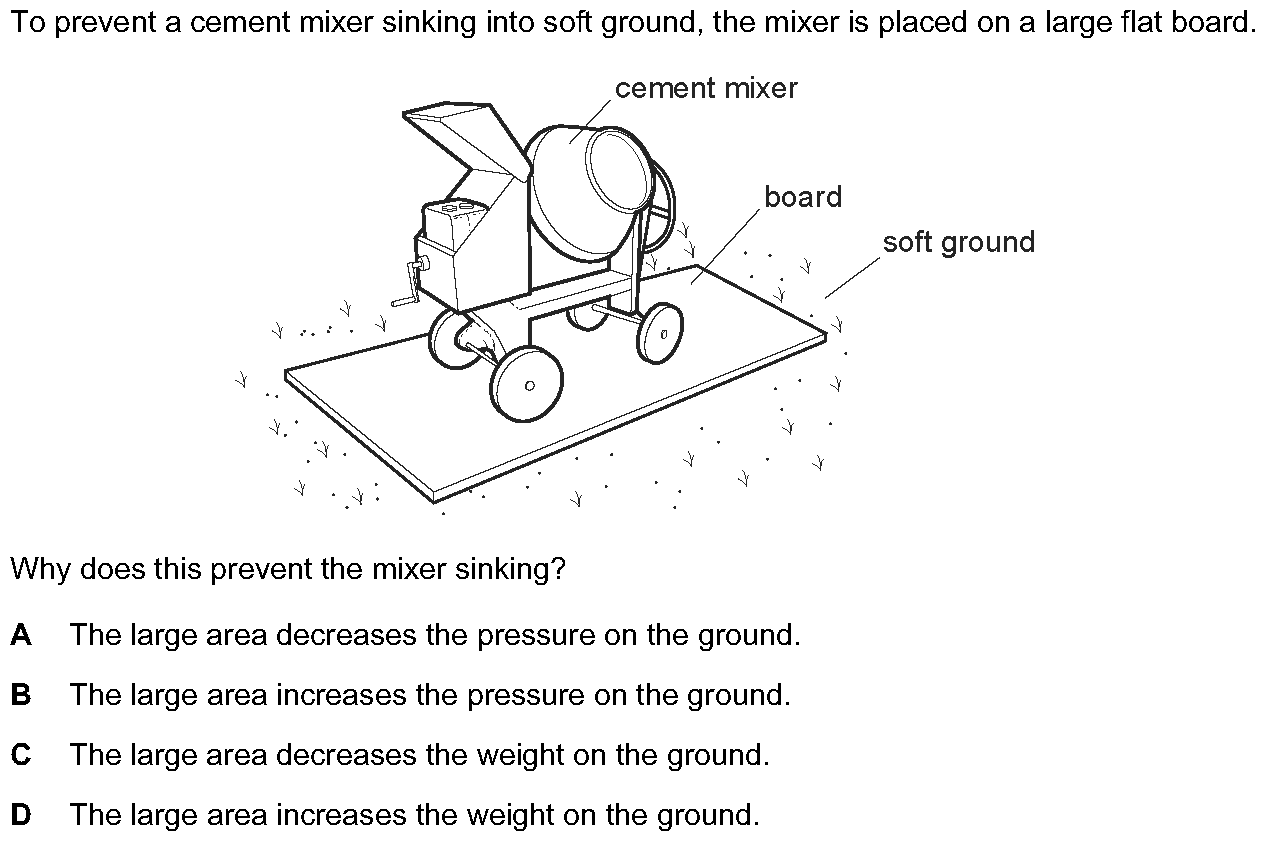 To prevent a cement mixer sinking into soft ground, the mixer is placed on a large flat board.
cement mixer
board
soft ground
Why does this prevent the mixer sinking?
A The large area decreases the pressure on the ground.
B The large area increases the pressure on the ground.
C The large area decreases the weight on the ground.
D The large area increases the weight on the ground.